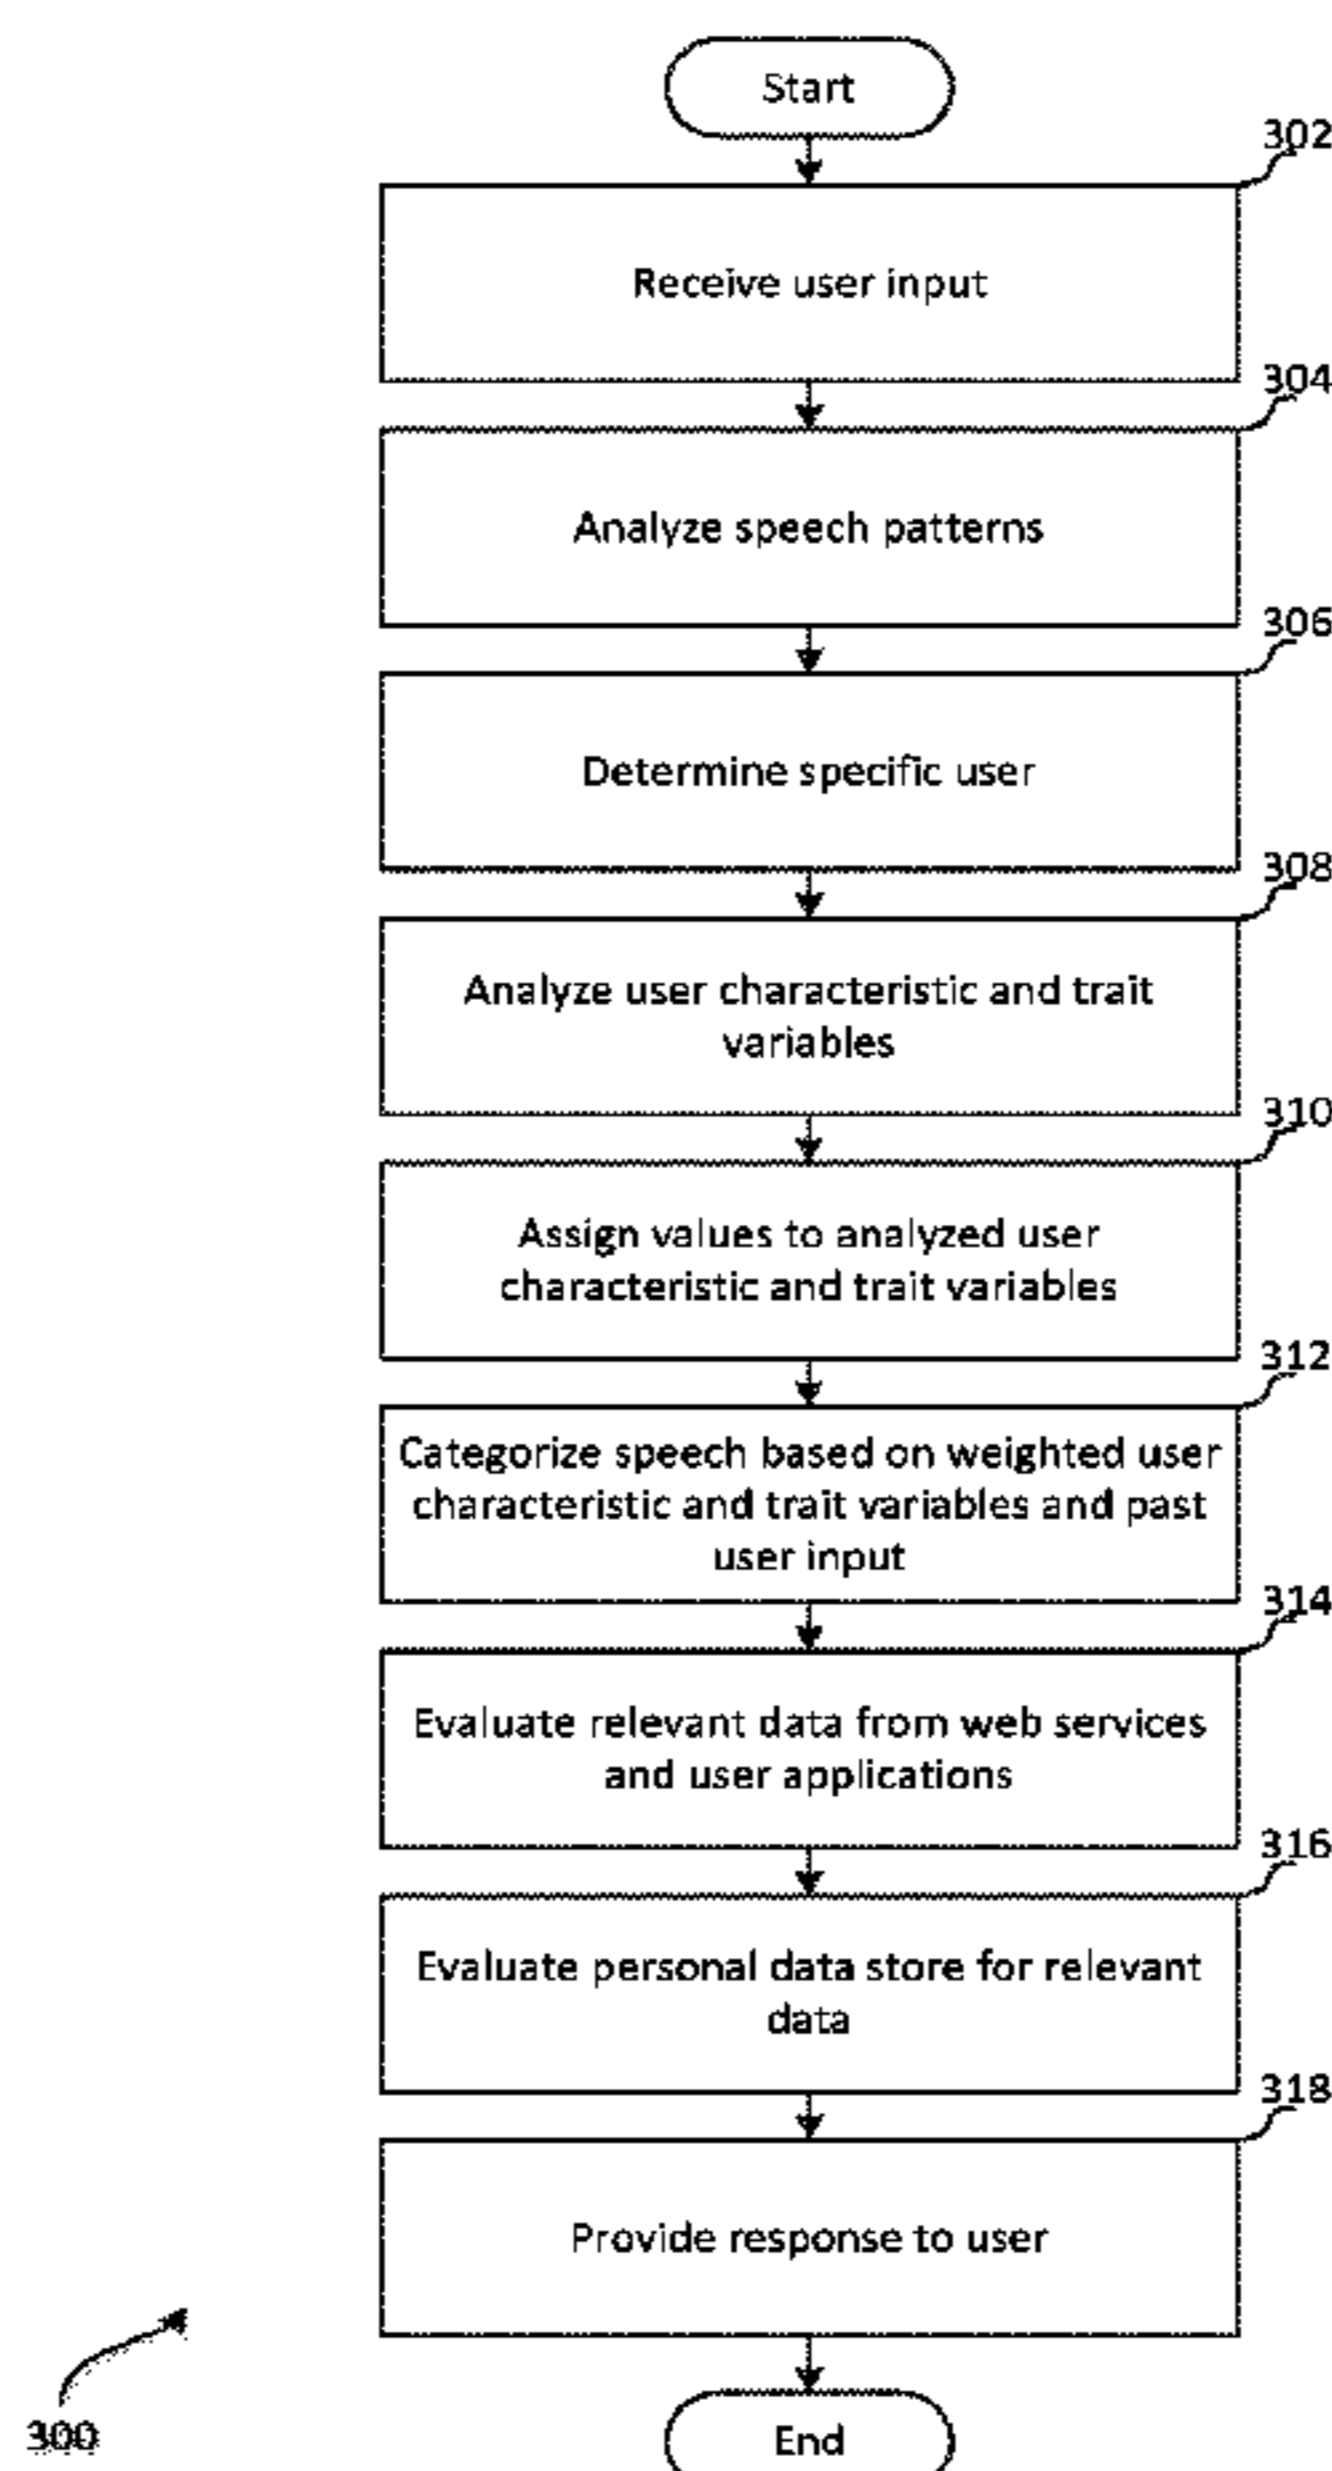 Start
302
Receive user input
304
Analyze speech patterns
306
Determine specific user
308
Analyze user characteristic and trait
variables
310
Assign values to analyzed user
characteristic and trait variables
312
Categorize speech based on weighted user
characteristic and trait variables and past
user input
314
Evaluate relevant data from web services
and user applications
316
Evaluate personal data store for relevant
data
318
Provide response to user
300
End